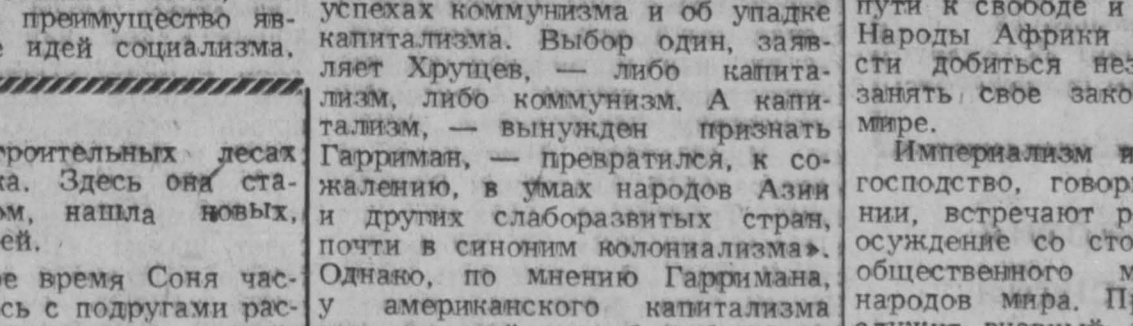 преимущество яв-
е идей социализма.
троительных лесах
ка. Здесь она ста-
ом, нашла новых,
ей.
ое время Соня час-
сь с подругами рас-
успехах коммунизма и об упадке
капитализма. Выбор один, заяв-
ляет Хрущев, — либо капита-
лизм, либо коммунизм. А капи-
тализм, — вынужден признать
Гарриман, — превратился, к со-
жалению, в умах народов Азии
и других слаборазвитых стран,
почти в синоним колониализма».
Однако, по мнению Гарримана,
у американского капитализма
пути к свободе и
Народы Африки
сти добиться нез
занять свое зако
мире.
Империализм и
господство, говор
нии, встречают р
осуждение со сто
общественного м
народов мира. П